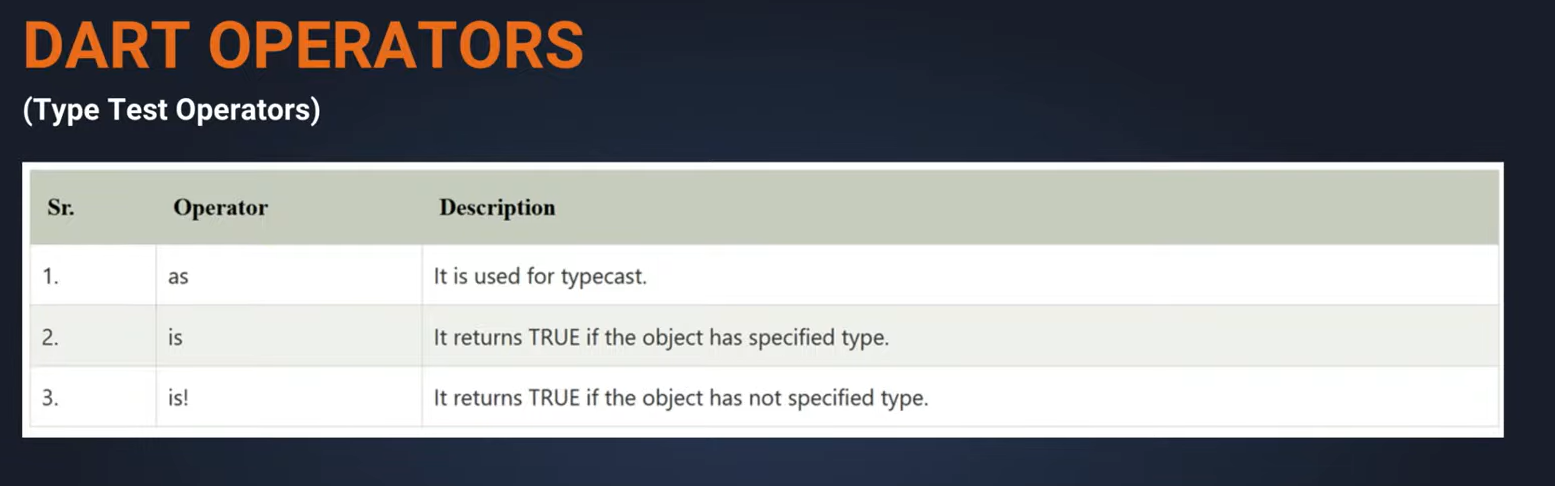 DART OPERATORS
(Type Test Operators)
Sr. Operator Description
1. as It is used for typecast.
2. is It returns TRUE if the object has specified type.
3. is! It returns TRUE if the object has not specified type.